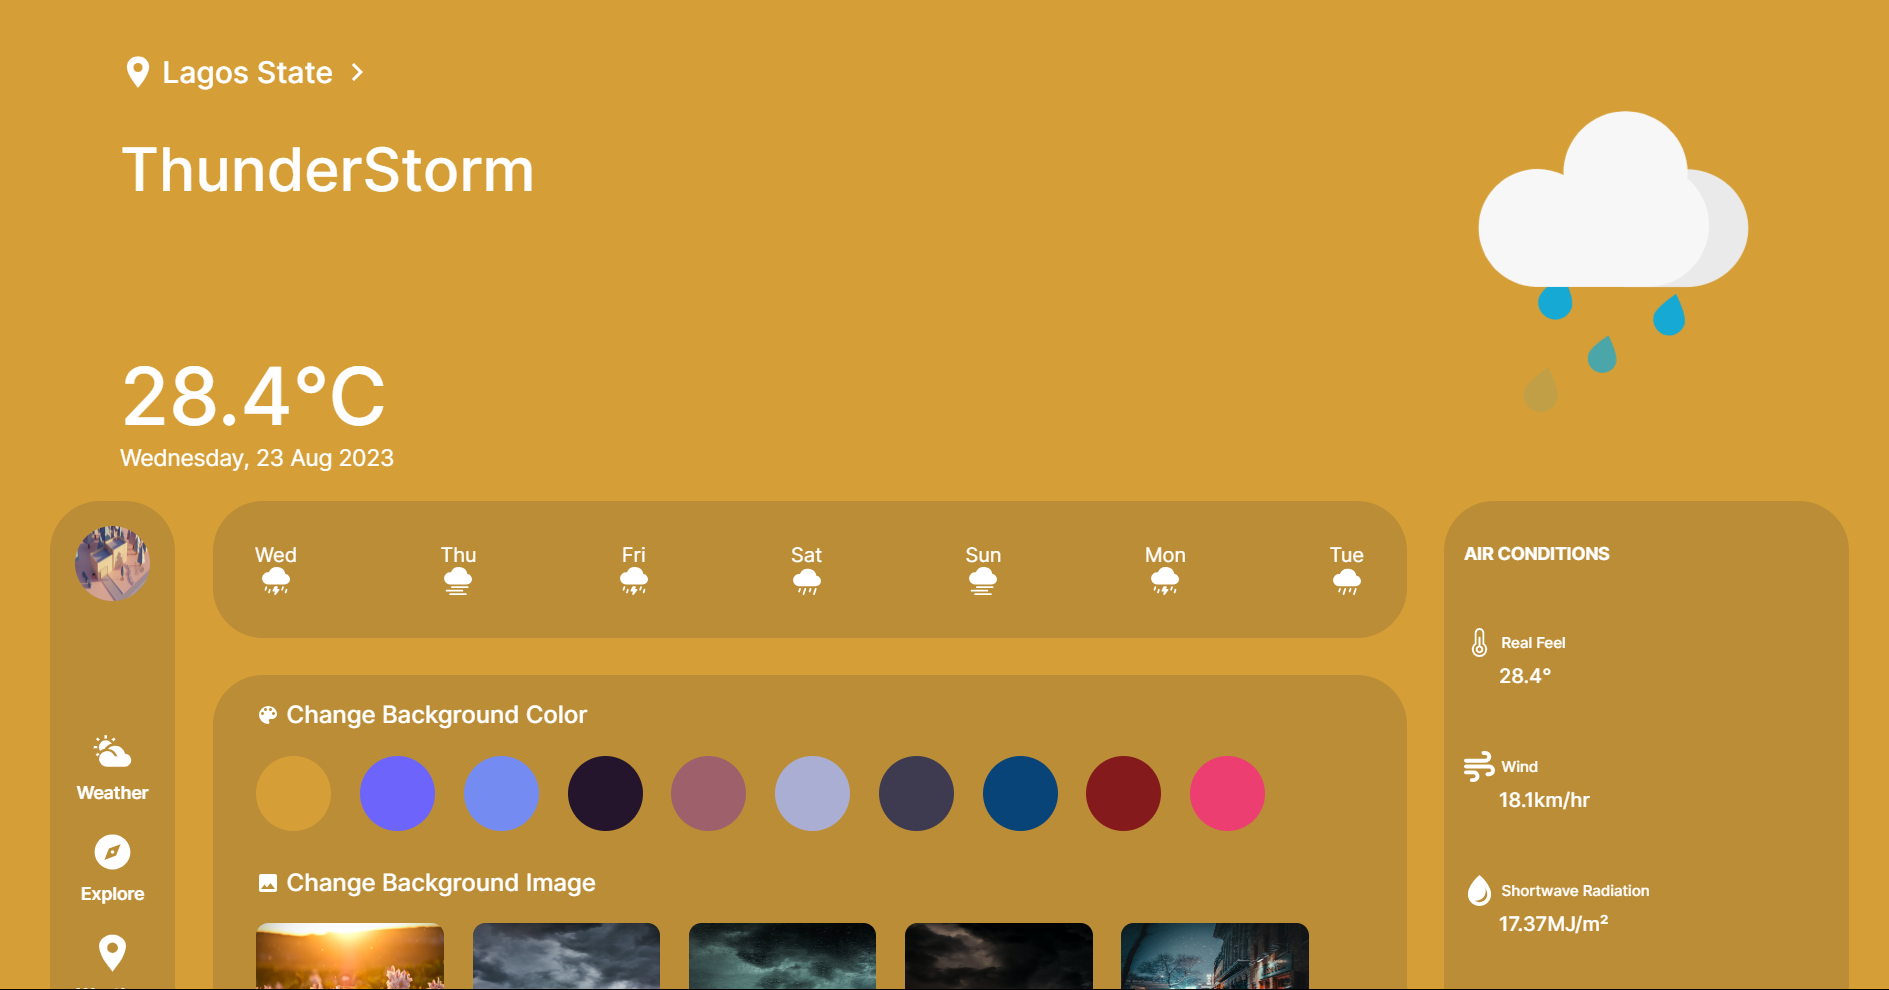 Lagos State
ThunderStorm
28.4°C
Wednesday, 23 Aug 2023
Wed Thu Fri Sat Sun Mon Tue
Change Background Color
Change Background Image
Weather
Explore
AIR CONDITIONS
Real Feel
28.4°
Wind
18.1km/hr
Shortwave Radiation
17.37MJ/m²